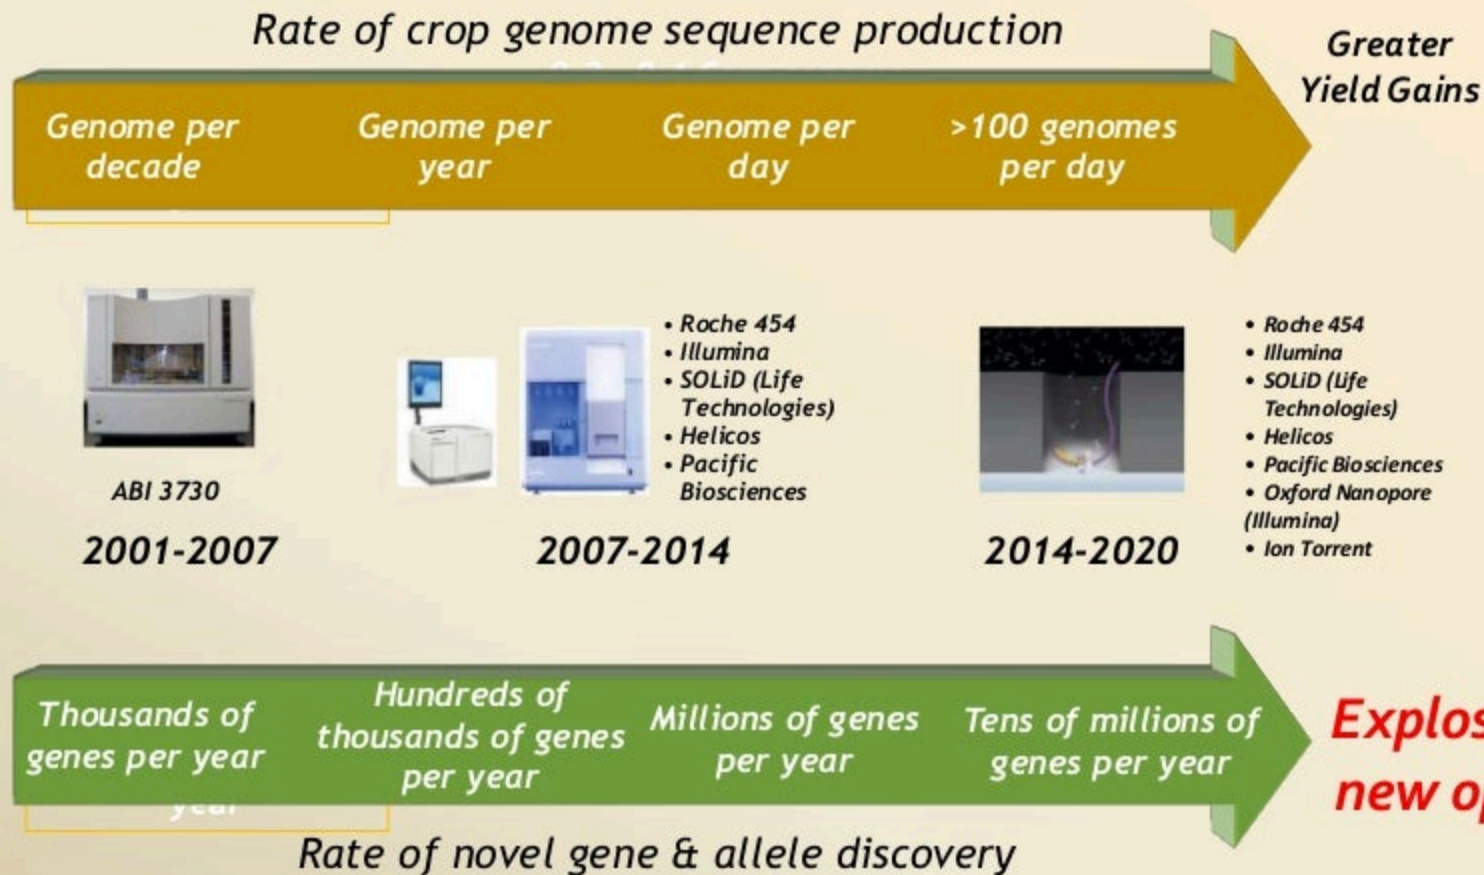 Rate of crop genome sequence production
Greater
Yield Gains
Genome per
decade
Genome per
year
Genome per
day
>100 genomes
per day
ABI 3730
2001-2007
• Roche 454
• Illumina
• SOLiD (Life
Technologies)
• Helicos
• Pacific
Biosciences
2007-2014
2014-2020
• Roche 454
• Illumina
• SOLiD (Life
Technologies)
• Helicos
• Pacific Biosciences
• Oxford Nanopore
(Illumina)
• Ion Torrent
Thousands of
genes per year
year
Hundreds of
thousands of genes
per year
Millions of genes
per year
Tens of millions of
genes per year
Explos
new op
Rate of novel gene & allele discovery